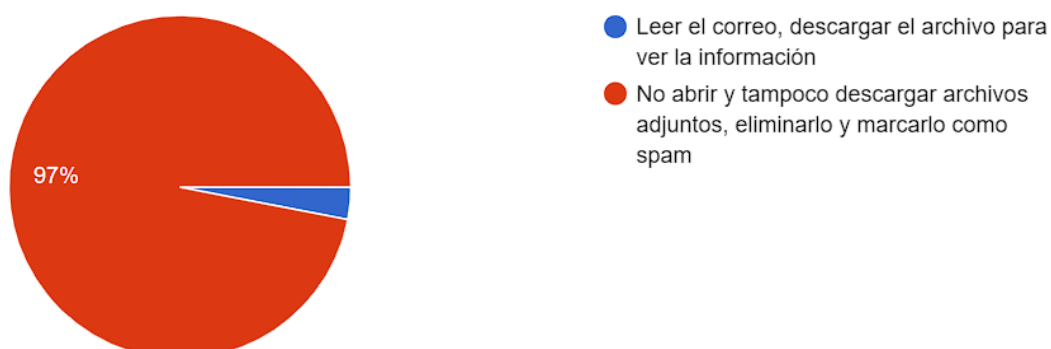 Leer el correo, descargar el archivo para
ver la información
No abrir y tampoco descargar archivos
adjuntos, eliminarlo y marcarlo como
spam
97%